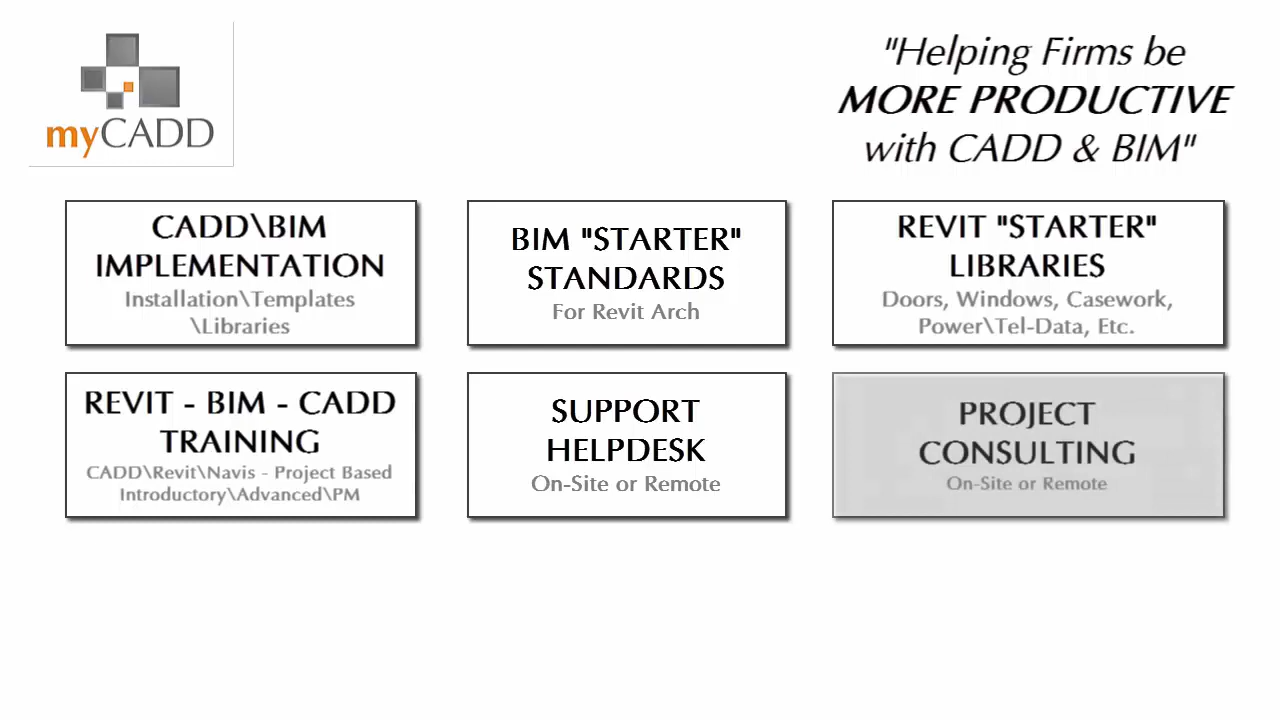 myCADD
"Helping Firms be
MORE PRODUCTIVE
with CADD & BIM"
CADD\BIM
IMPLEMENTATION
Installation\Templates
\Libraries
BIM "STARTER"
STANDARDS
For Revit Arch
REVIT "STARTER"
LIBRARIES
Doors, Windows, Casework,
Power\Tel-Data, Etc.
REVIT - BIM - CADD
TRAINING
CADD\Revit\Navis - Project Based
Introductory\Advanced\PM
SUPPORT
HELPDESK
On-Site or Remote
PROJECT
CONSULTING
On-Site or Remote